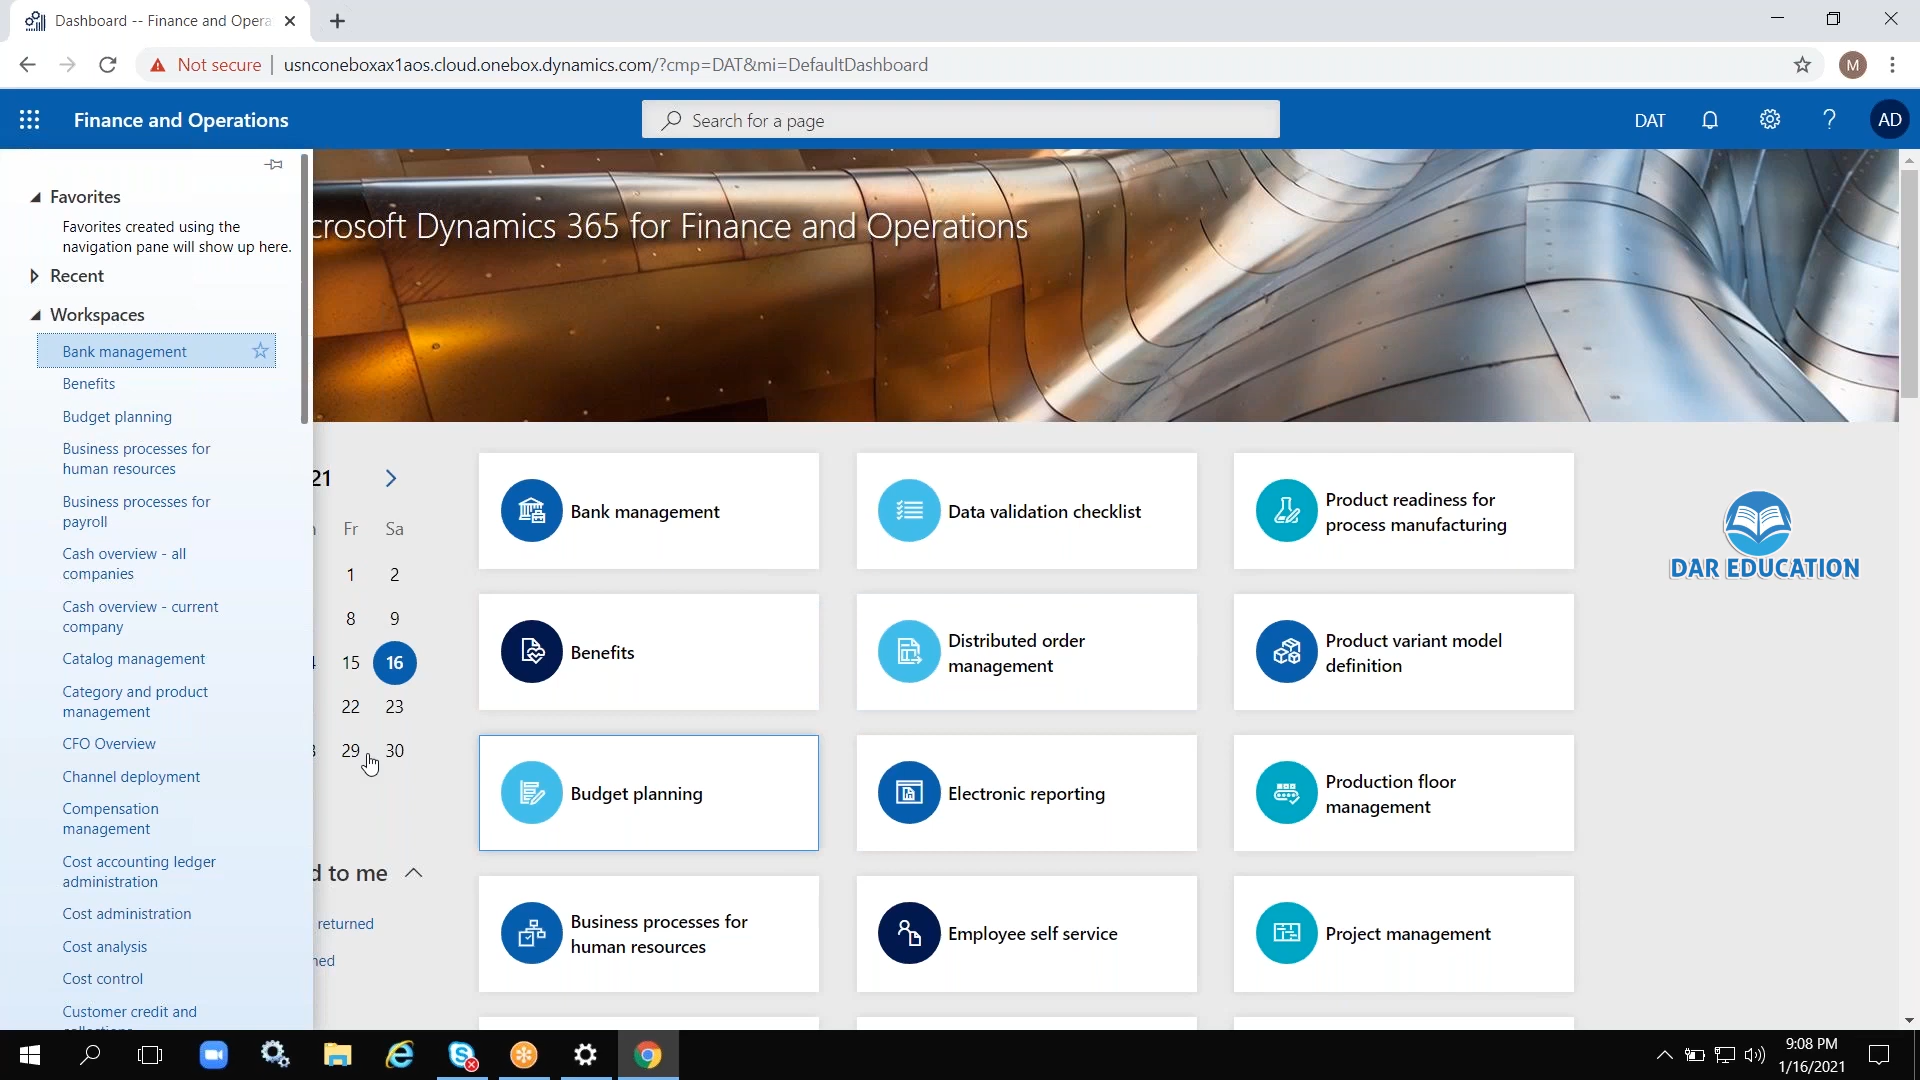 Dashboard -- Finance and Opera
Not secure
usnconeboxax1aos.cloud.onebox.dynamics.com/?cmp=DAT&mi=DefaultDashboard
M
Finance and Operations
Search for a page
DAT
?
AD
Favorites
Favorites created using the
navigation pane will show up here.
Recent
Workspaces
Bank management
Benefits
Budget planning
Business processes for
human resources
Business processes for
payroll
Cash overview - all
companies
Cash overview - current
company
Catalog management
Category and product
management
CFO Overview
Channel deployment
Compensation
management
Cost accounting ledger
administration
Cost administration
Cost analysis
Cost control
Customer credit and
crosoft Dynamics 365 for Finance and Operations
21
Fr Sa
1 2
8 9
15 16
22 23
29 30
d to me
returned
ned
Bank management
Data validation checklist
Product readiness for
process manufacturing
Benefits
Distributed order
management
Product variant model
definition
Budget planning
Electronic reporting
Production floor
management
Business processes for
human resources
Employee self service
Project management
DAR EDUCATION
9:08 PM
1/16/2021